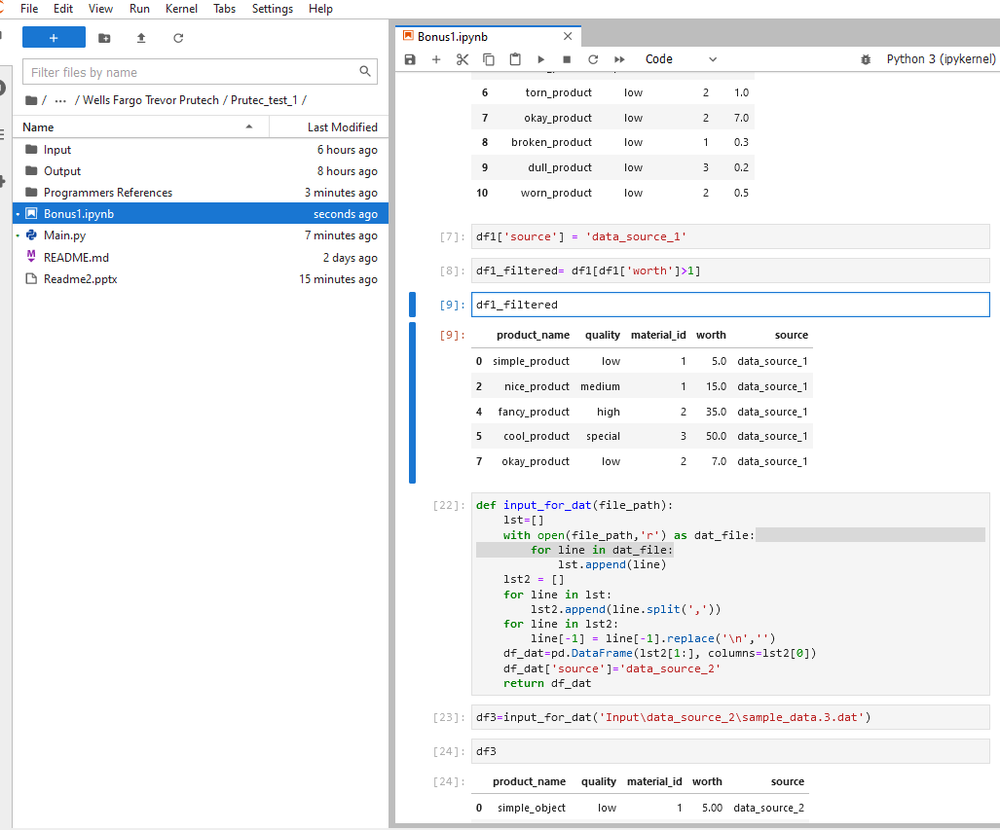 File Edit View Run Kernel Tabs Settings Help
Filter files by name
/ ... / Wells Fargo Trevor Prutech / Prutec_test_1 /
Name Last Modified
Input 6 hours ago
Output 8 hours ago
Programmers References 3 minutes ago
Bonus1.ipynb seconds ago
Main.py 7 minutes ago
README.md 2 days ago
Readme2.pptx 15 minutes ago
Bonus1.ipynb
Code Python 3 (ipykernel)
6 torn_product low 2 1.0
7 okay_product low 2 7.0
8 broken_product low 1 0.3
9 dull_product low 3 0.2
10 worn_product low 2 0.5
[7]: df1['source'] = 'data_source_1'
[8]: df1_filtered= df1[df1['worth']>1]
[9]: df1_filtered
[9]: product_name quality material_id worth source
0 simple_product low 1 5.0 data_source_1
2 nice_product medium 1 15.0 data_source_1
4 fancy_product high 2 35.0 data_source_1
5 cool_product special 3 50.0 data_source_1
7 okay_product low 2 7.0 data_source_1
[22]: def input_for_dat(file_path):
lst=[]
with open(file_path,'r') as dat_file:
for line in dat_file:
lst.append(line)
lst2 = []
for line in lst:
lst2.append(line.split(','))
for line in lst2:
line[-1] = line[-1].replace('\n','')
df_dat=pd.DataFrame(lst2[1:], columns=lst2[0])
df_dat['source']='data_source_2'
return df_dat
[23]: df3=input_for_dat('Input\data_source_2\sample_data.3.dat')
[24]: df3
[24]: product_name quality material_id worth source
0 simple_object low 1 5.00 data_source_2